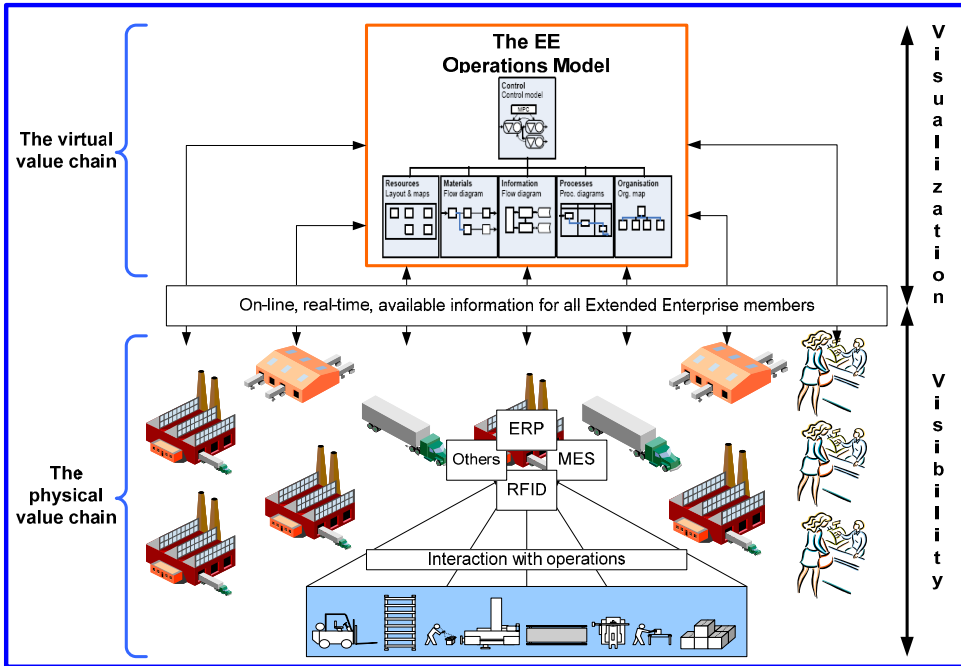 The EE
Operations Model
Control
Control model
MPC
Resources
Layout & maps
Materials
Flow diagram
Information
Flow diagram
Processes
Proc. diagrams
Organisation
Org. map
The virtual
value chain
Visualization
On-line, real-time, available information for all Extended Enterprise members
The
physical
value chain
ERP
Others
MES
RFID
Visibility
Interaction with operations